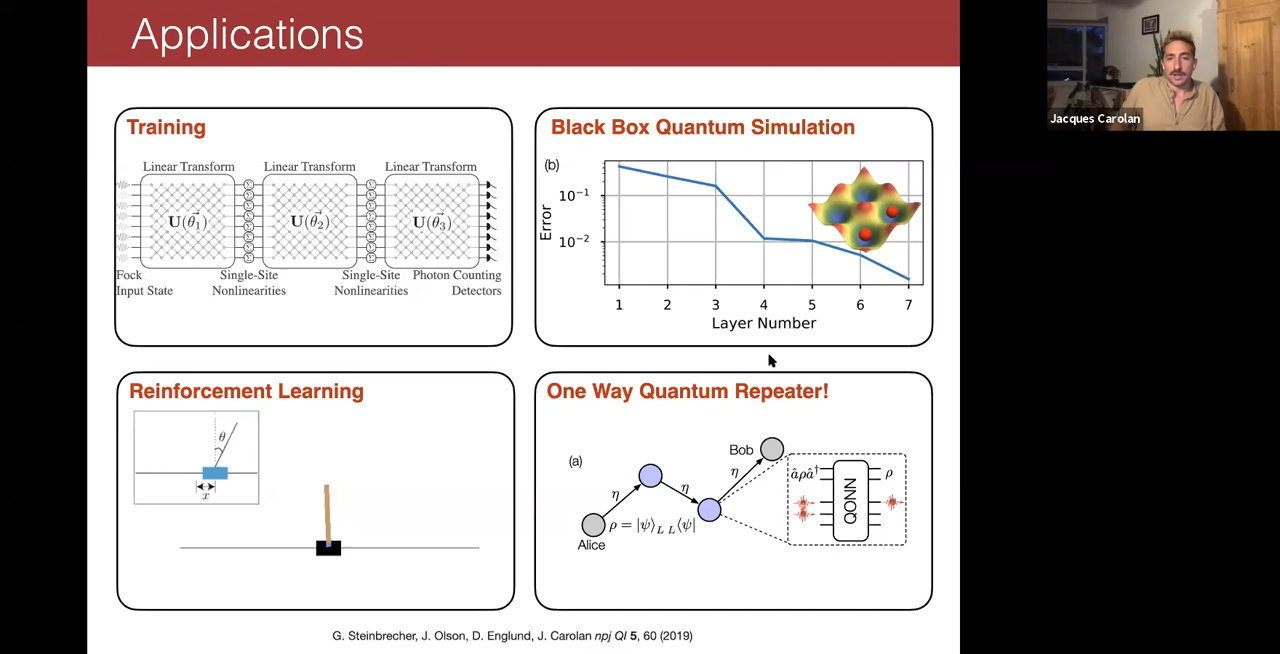 Applications
Jacques Carolan
Training
Linear Transform Linear Transform Linear Transform
U(θ⃗₁) U(θ⃗₂) U(θ⃗₃)
Fock Single-Site Single-Site Photon Counting
Input State Nonlinearities Nonlinearities Detectors
Black Box Quantum Simulation
(b)
Error
10⁻¹
10⁻²
1 2 3 4 5 6 7
Layer Number
Reinforcement Learning
θ
x
One Way Quantum Repeater!
(a)
Bob
η η η
Alice
ρ = |ψ⟩_L L⟨ψ|
âρâ† QONN ρ
G. Steinbrecher, J. Olson, D. Englund, J. Carolan npj QI 5, 60 (2019)